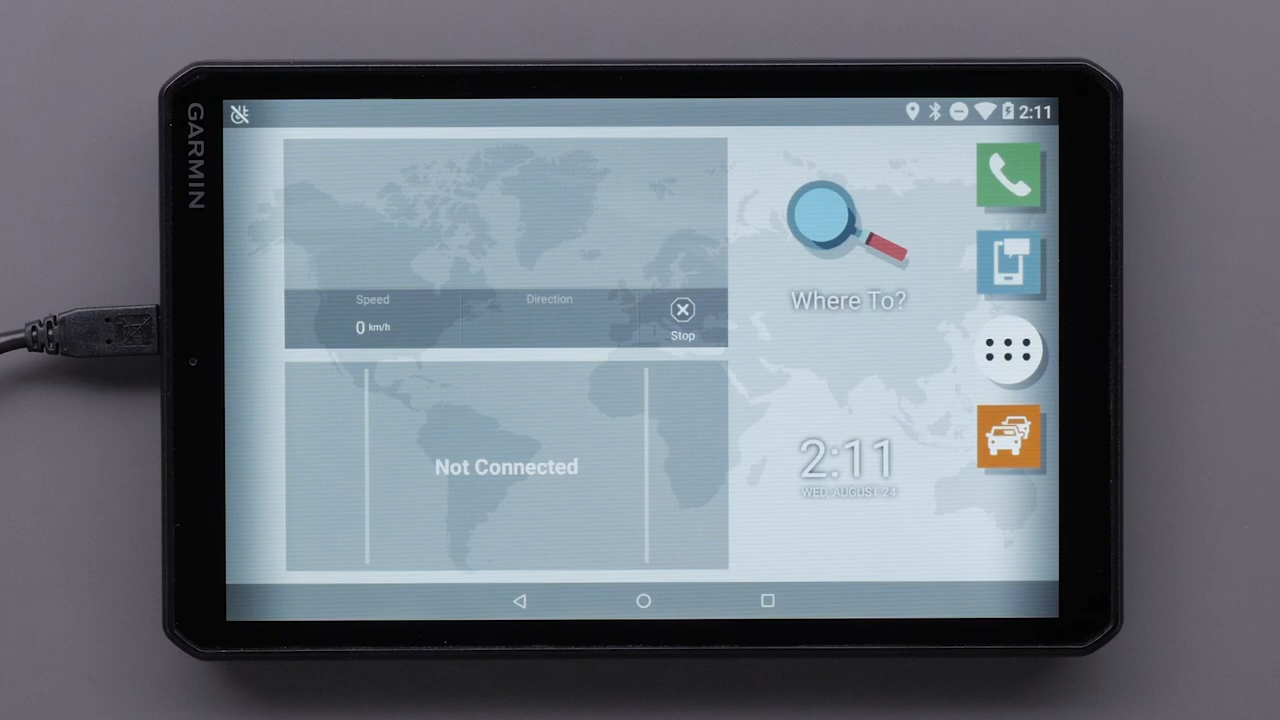 GARMIN
2:11
Speed
Direction
0 km/h
Stop
Where To?
Not Connected
2:11
WED, AUGUST 24